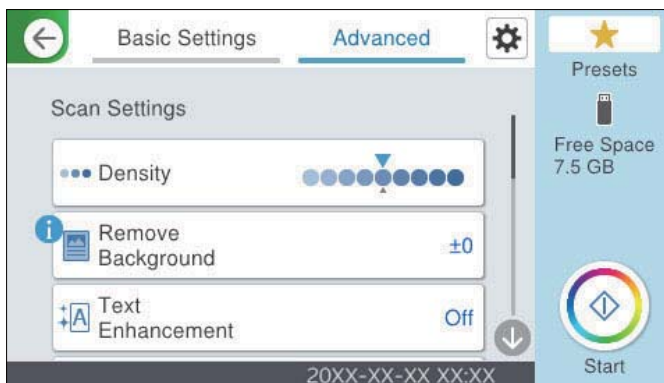 Basic Settings
Advanced
Presets
Scan Settings
Free Space
7.5 GB
Density
i
Remove
Background
±0
A
Text
Enhancement
Off
Start
20XX-XX-XX XX:XX